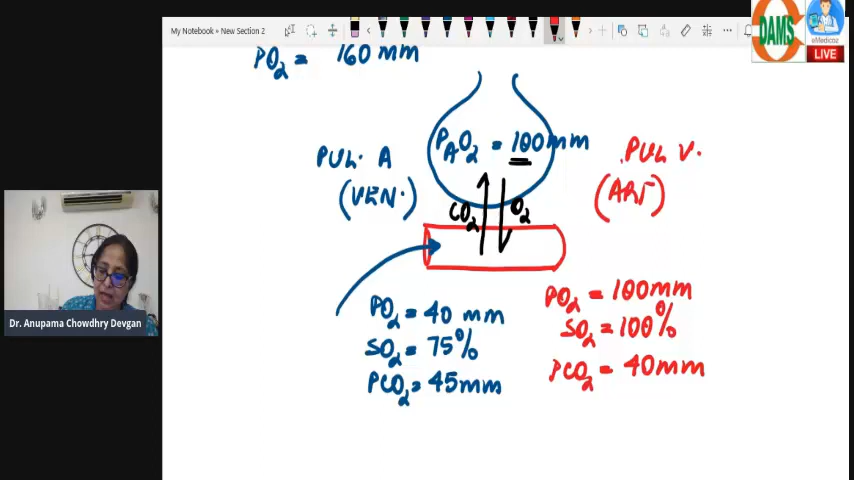 My Notebook » New Section 2
DAMS
eMedicoz
LIVE
PO2 = 160 mm
PAO2 = 100mm
PUL. A
(VEN.)
PUL V.
(ART)
CO2
O2
PO2 = 40 mm
SO2 = 75%
PCO2 = 45mm
PO2 = 100mm
SO2 = 100%
PCO2 = 40mm
Dr. Anupama Chowdhry Devgan